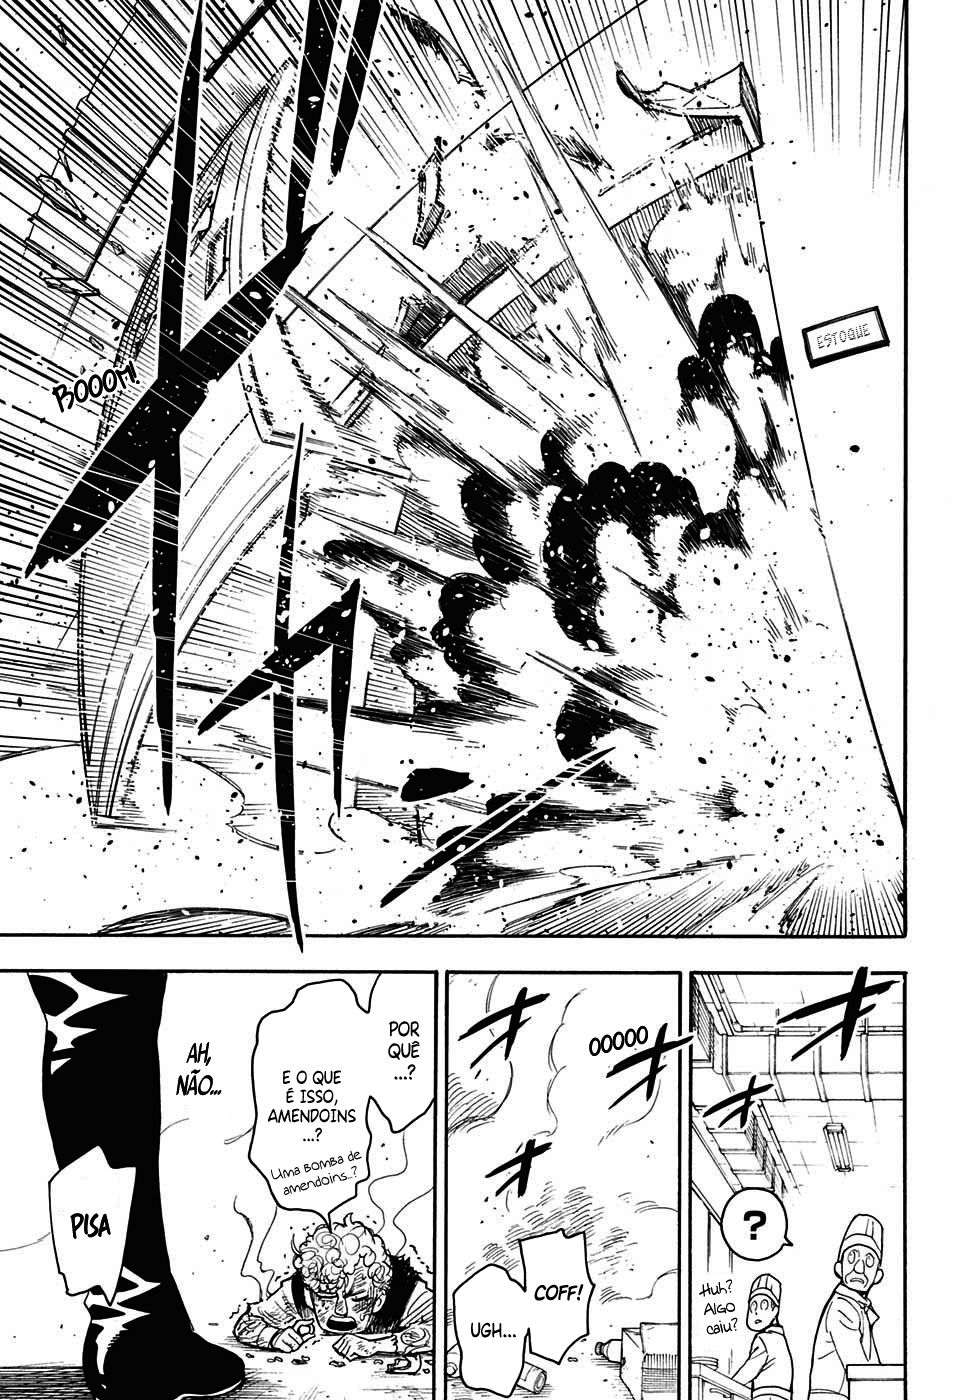 BOOOM!
ESTOQUE
?
Huh?
Algo
caiu?
OOOOO
COFF!
UGH...
POR
QUÊ
...?
E O QUE
É ISSO,
AMENDOINS
...?
Uma bomba de
amendoins..?
AH,
NÃO...
PISA